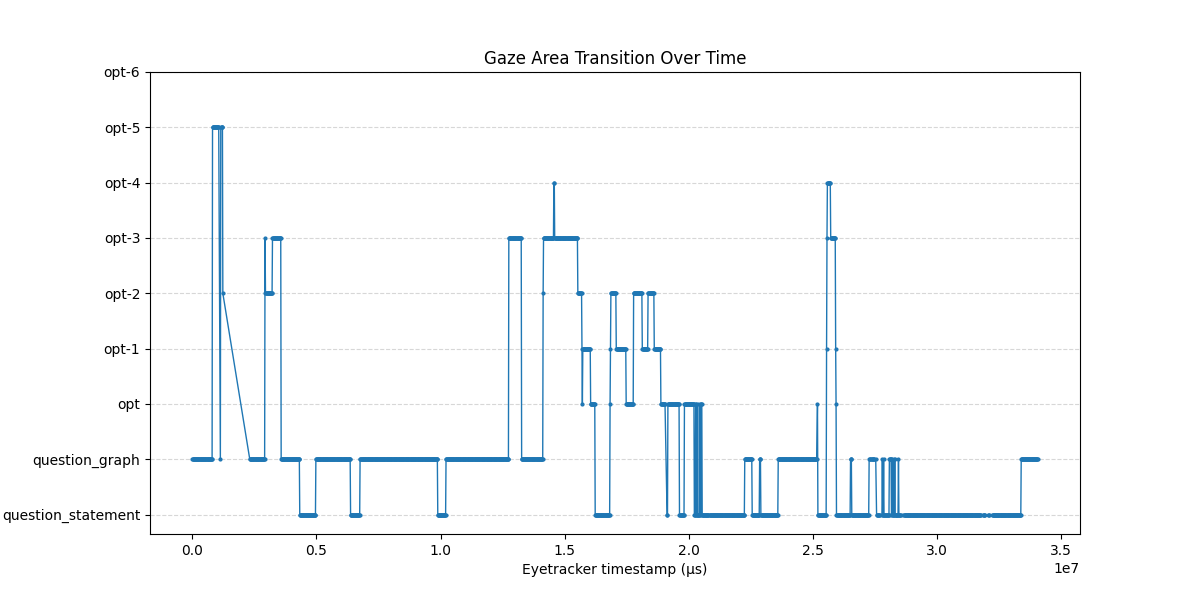 Gaze Area Transition Over Time
opt-6
opt-5
opt-4
opt-3
opt-2
opt-1
opt
question_graph
question_statement
0.0 0.5 1.0 1.5 2.0 2.5 3.0 3.5
1e7
Eyetracker timestamp (μs)